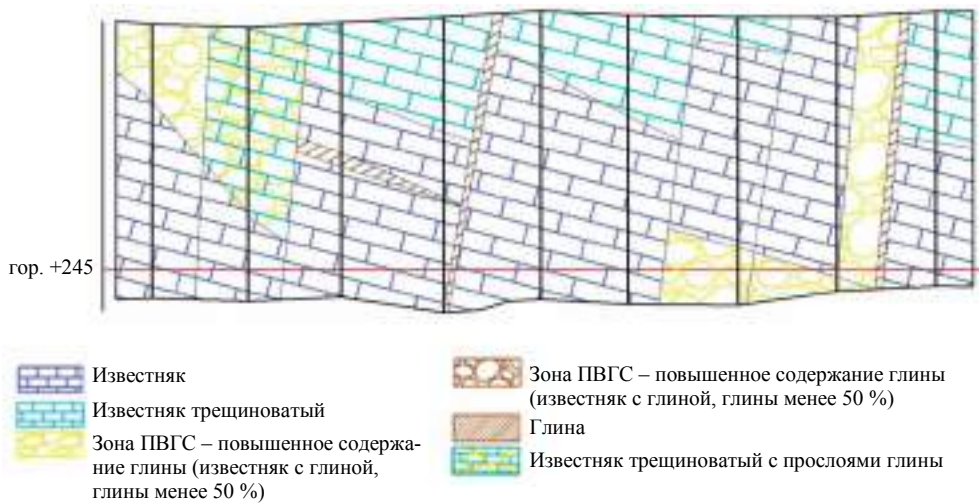 гор. +245
Известняк
Известняк трещиноватый
Зона ПВГС – повышенное содержа-
ние глины (известняк с глиной,
глины менее 50 %)
Зона ПВГС – повышенное содержание глины
(известняк с глиной, глины менее 50 %)
Глина
Известняк трещиноватый с прослоями глины